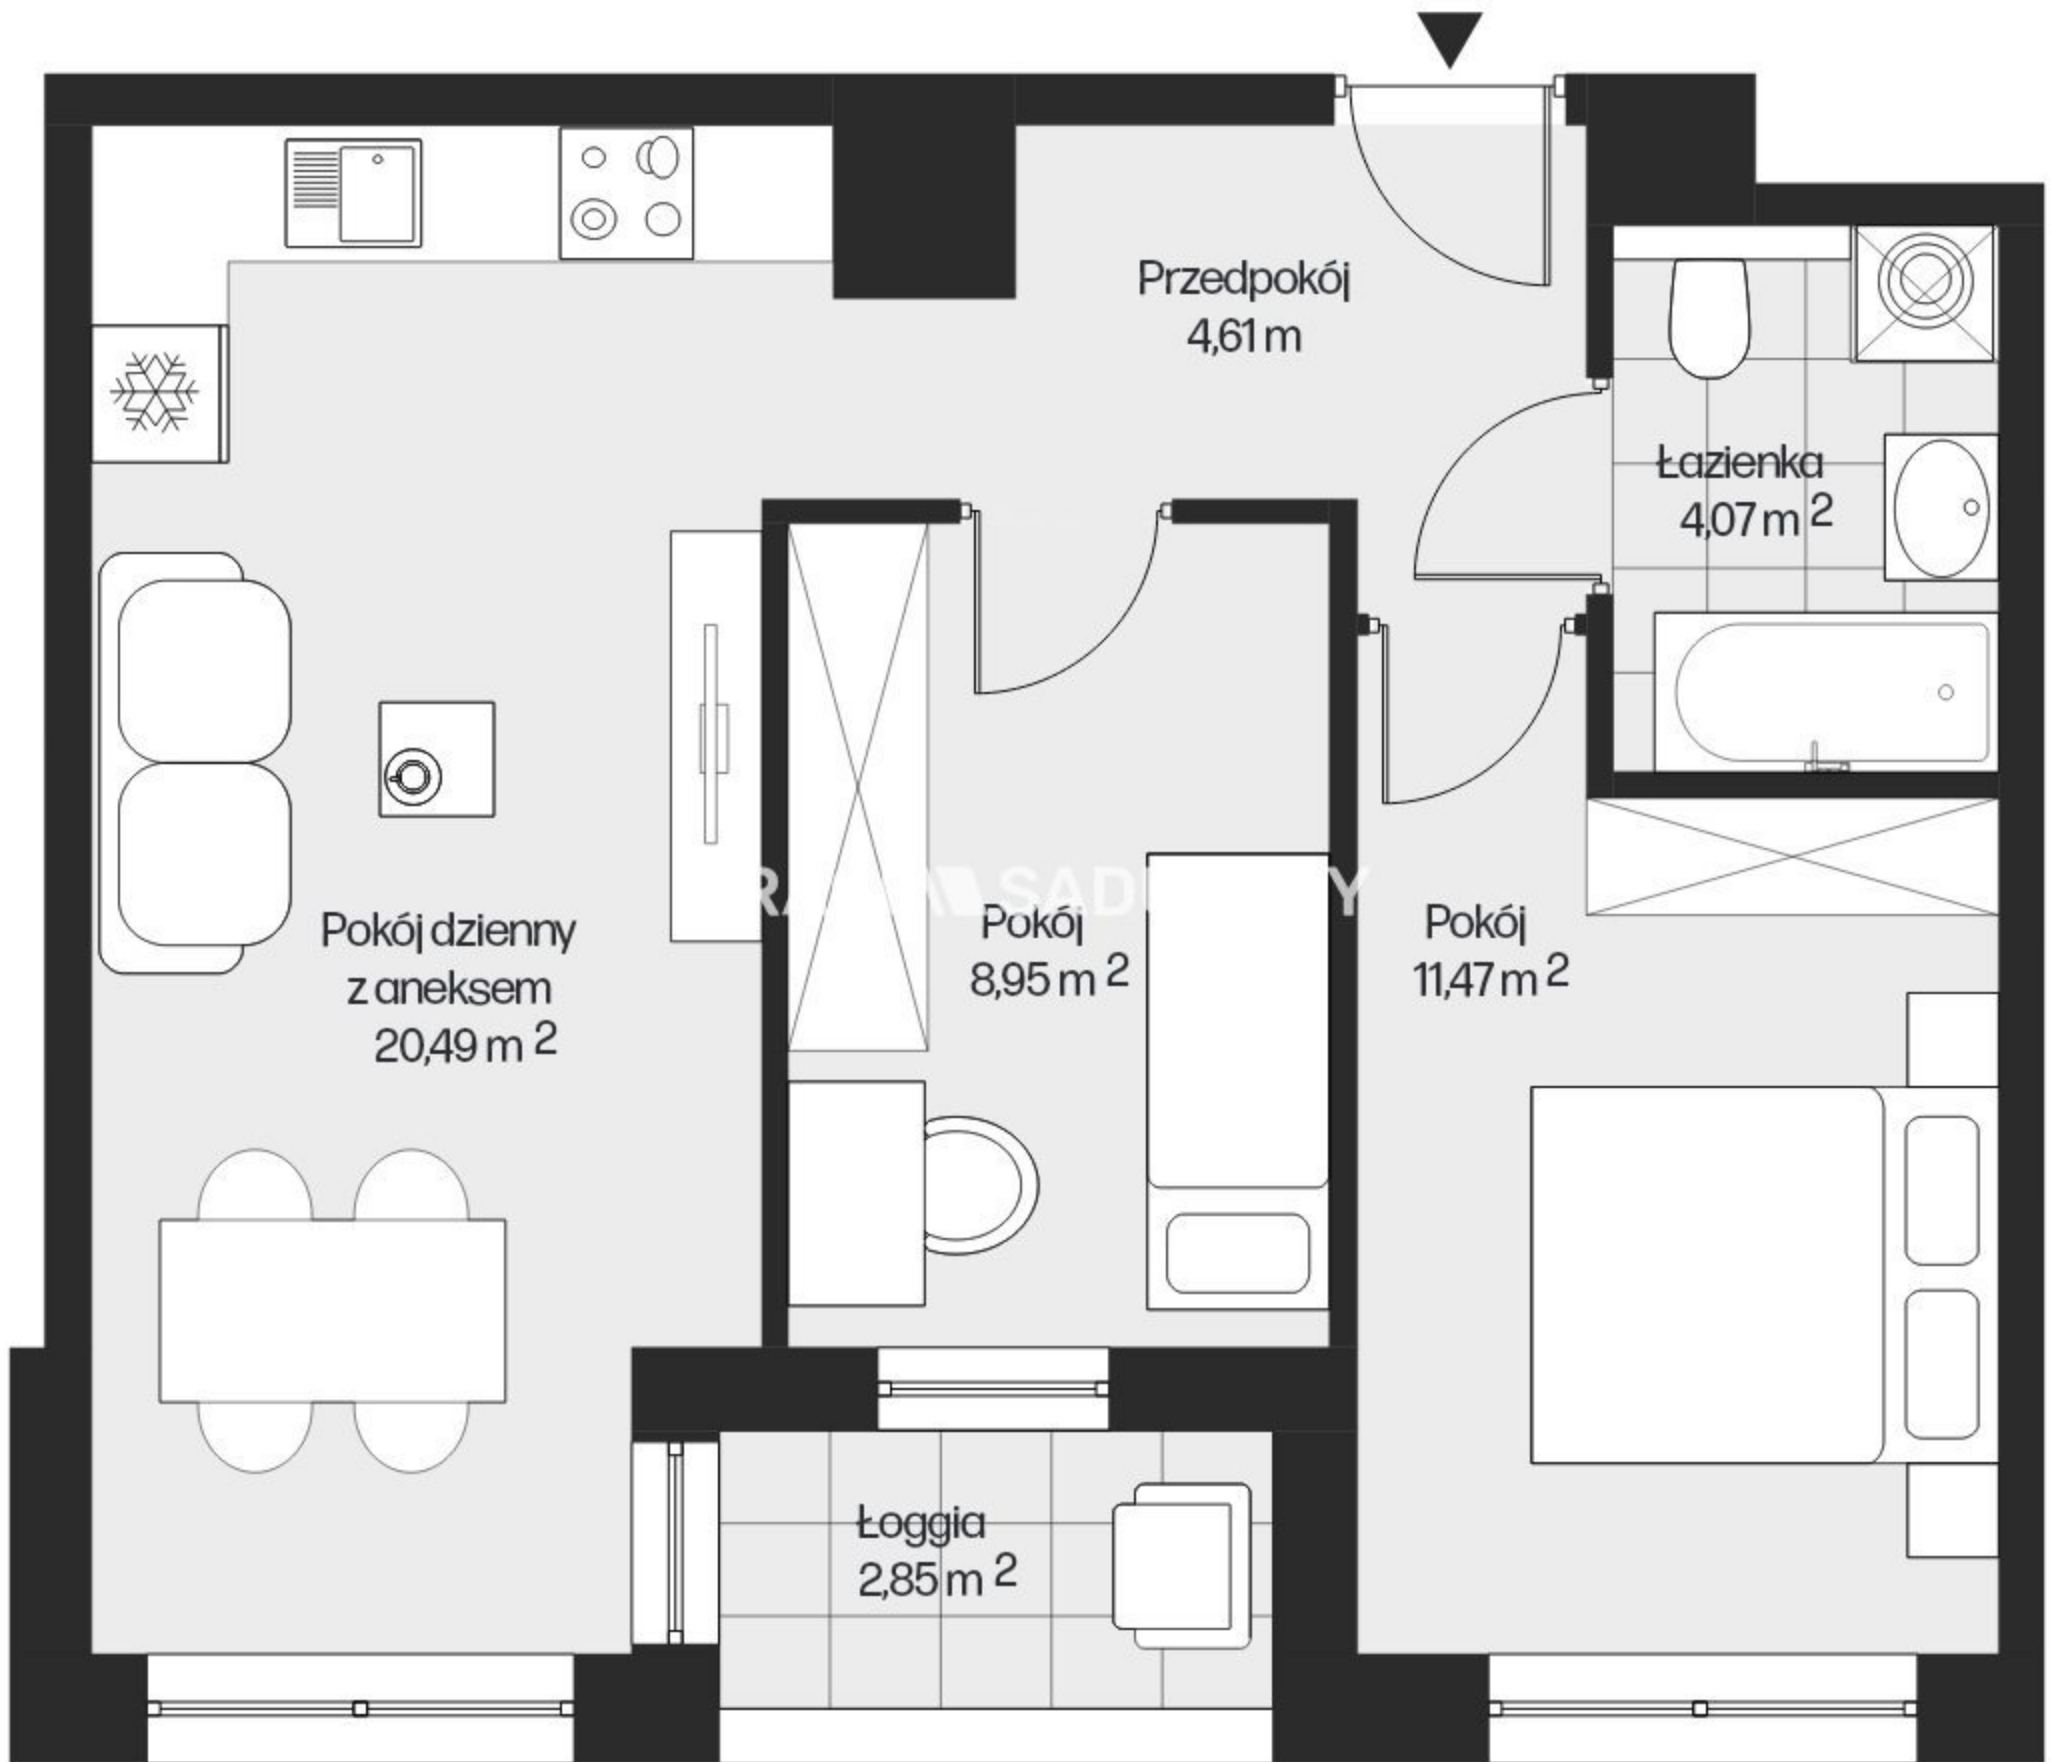 Przedpokój
4,61 m
Łazienka
4,07 m 2
Pokój dzienny
z aneksem
20,49 m 2
Pokój
8,95 m 2
Pokój
11,47 m 2
Łoggia
2,85 m 2